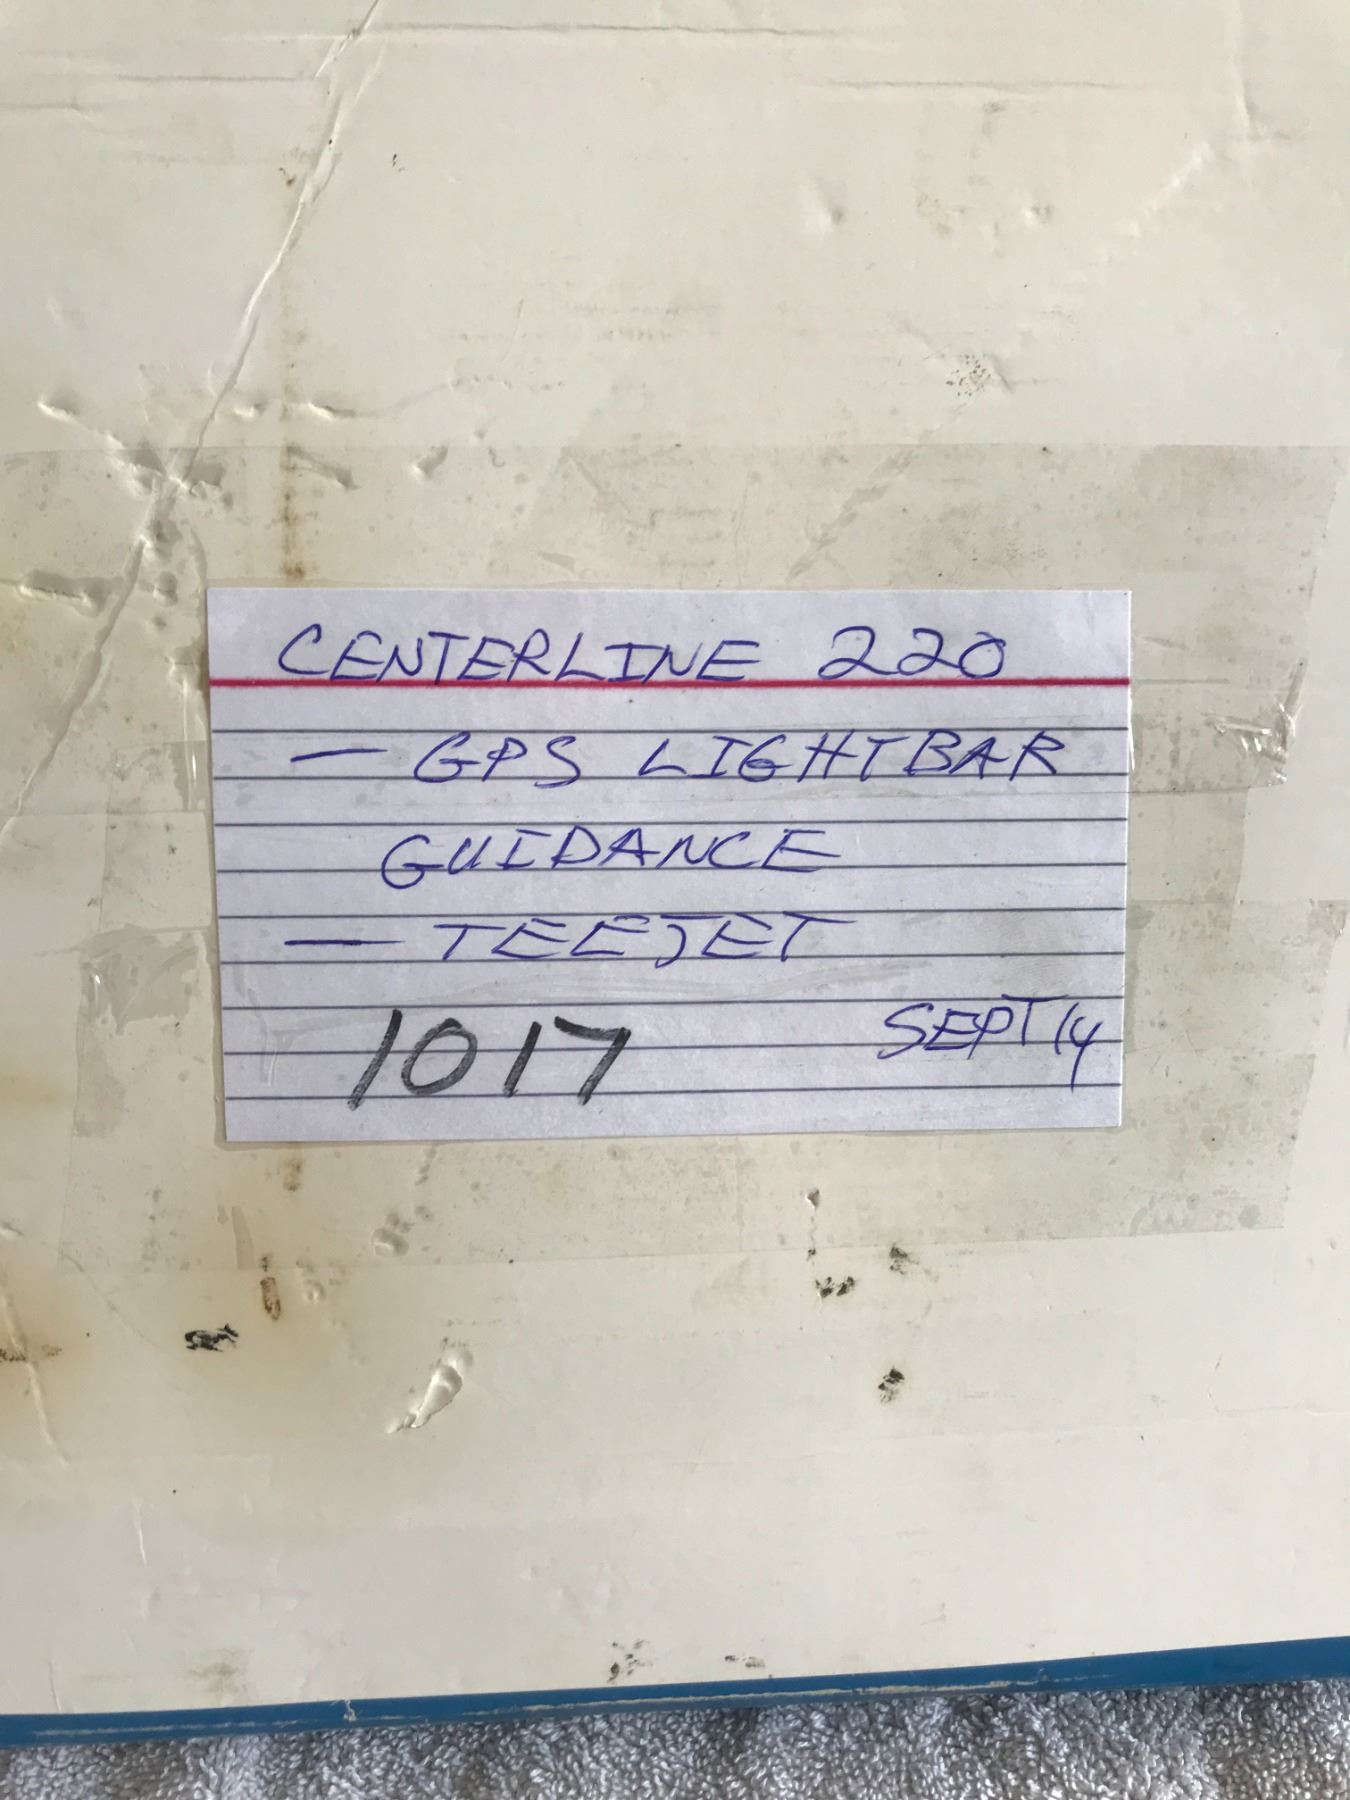 CENTERLINE 220
— GPS LIGHTBAR
GUIDANCE
— TEEJET
1017 SEPT 14